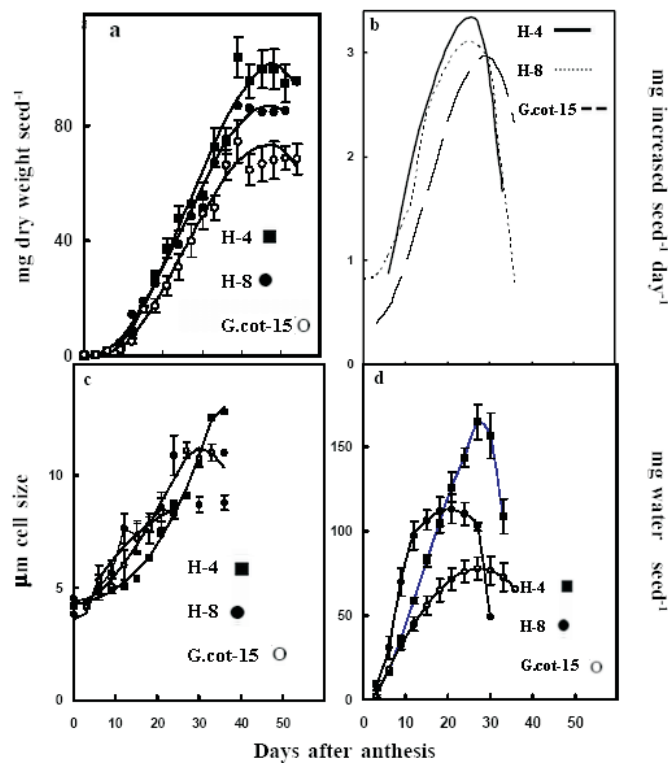 a
mg dry weight seed⁻¹
80
40
0
H-4
H-8
G.cot-15
b
mg increased seed⁻¹ day⁻¹
3
2
1
0
H-4
H-8
G.cot-15
c
µm cell size
10
5
0
H-4
H-8
G.cot-15
0 10 20 30 40 50
d
mg water seed⁻¹
150
100
50
0
H-4
H-8
G.cot-15
0 10 20 30 40 50
Days after anthesis